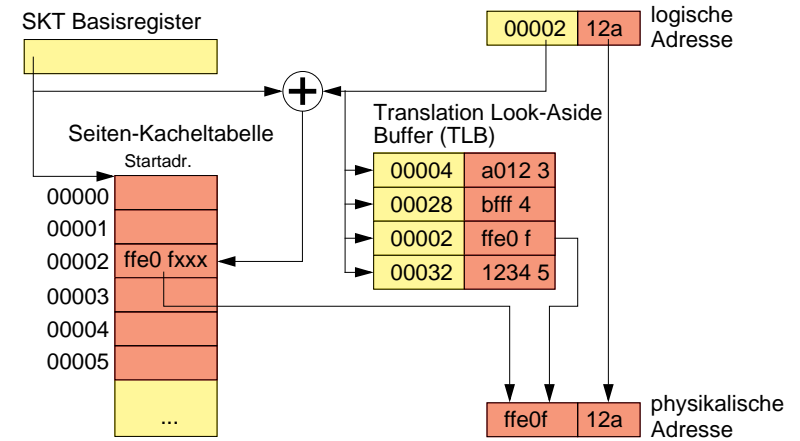 SKT Basisregister
00002 12a
logische
Adresse
+
Translation Look-Aside
Buffer (TLB)
Seiten-Kacheltabelle
Startadr.
00004 a012 3
00028 bfff 4
00002 ffe0 f
00032 1234 5
00000
00001
00002 ffe0 fxxx
00003
00004
00005
...
ffe0f 12a
physikalische
Adresse